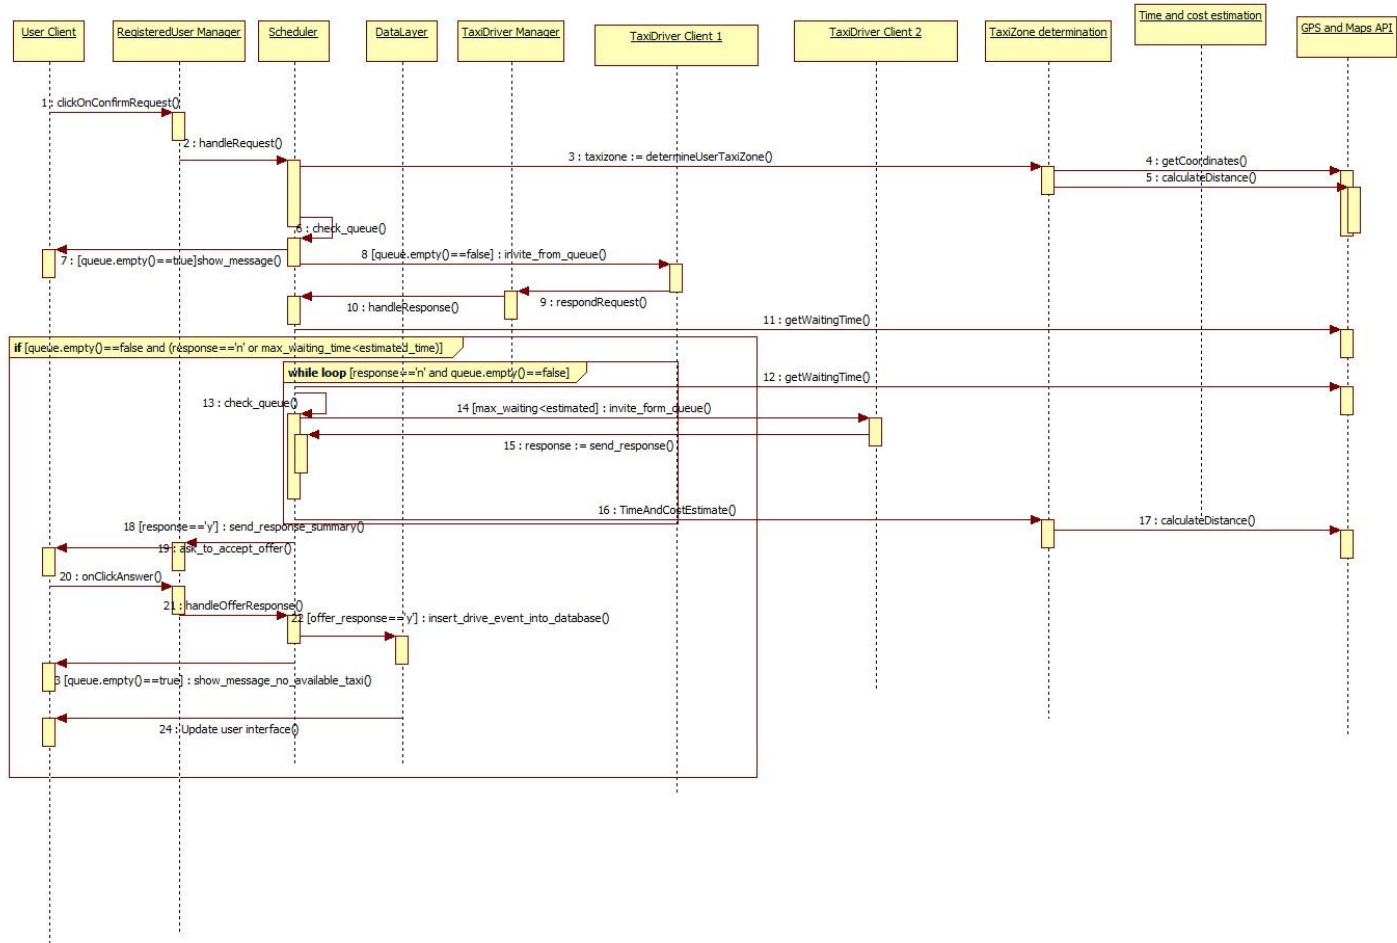 User Client
RegisteredUser Manager
Scheduler
DataLayer
TaxiDriver Manager
TaxiDriver Client 1
TaxiDriver Client 2
TaxiZone determination
Time and cost estimation
GPS and Maps API
1 : clickOnConfirmRequest()
2 : handleRequest()
3 : taxizone := determineUserTaxiZone()
4 : getCoordinates()
5 : calculateDistance()
6 : check_queue()
7 : [queue.empty()==true]show_message()
8 [queue.empty()==false] : invite_from_queue()
9 : respondRequest()
10 : handleResponse()
11 : getWaitingTime()
if [queue.empty()==false and (response=='n' or max_waiting_time<estimated_time)]
while loop [response=='n' and queue.empty()==false]
12 : getWaitingTime()
13 : check_queue()
14 [max_waiting<estimated] : invite_form_queue()
15 : response := send_response()
16 : TimeAndCostEstimate()
17 : calculateDistance()
18 [response=='y'] : send_response_summary()
19 : ask_to_accept_offer()
20 : onClickAnswer()
21 : handleOfferResponse()
22 [offer_response=='y'] : insert_drive_event_into_database()
3 [queue.empty()==true] : show_message_no_available_taxi()
24 : Update user interface()